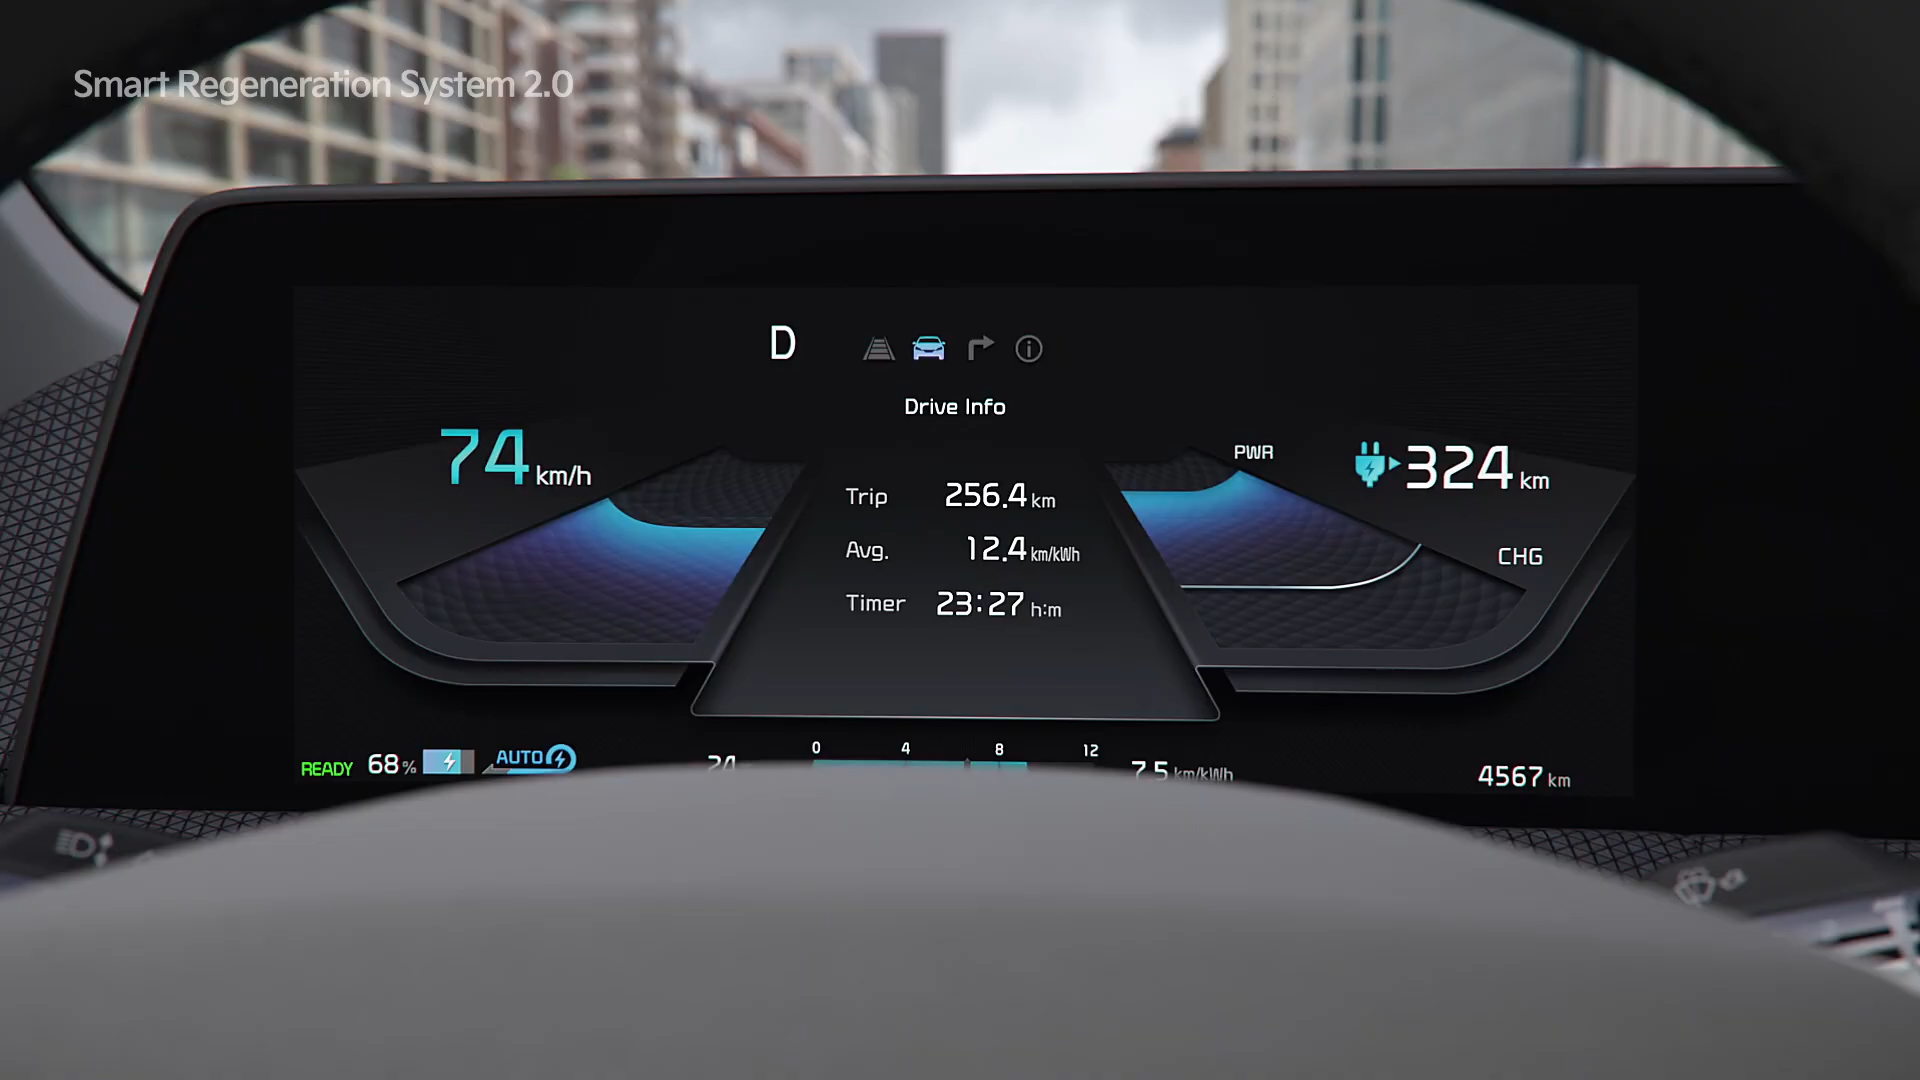 Smart Regeneration System 2.0
D
Drive Info
74 km/h
PWR
324 km
Trip 256.4 km
Avg. 12.4 km/kWh
CHG
Timer 23:27 h:m
0 4 8 12
READY 68% AUTO
7.5 km/kWh
4567 km